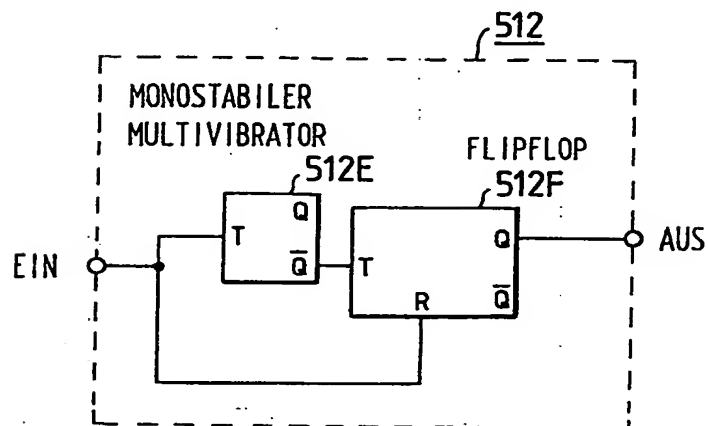 512
MONOSTABILER
MULTIVIBRATOR
FLIPFLOP
512E
512F
Q
T
Q̅
T
Q
EIN
AUS
R
Q̅